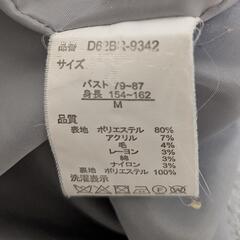 品番 D62BR-9342
サイズ
バスト 79~87
身長 154~162
M
品質
表地 ポリエステル 80%
アクリル 7%
毛 4%
レーヨン 3%
綿 3%
ナイロン 3%
裏地 ポリエステル 100%
洗濯表示